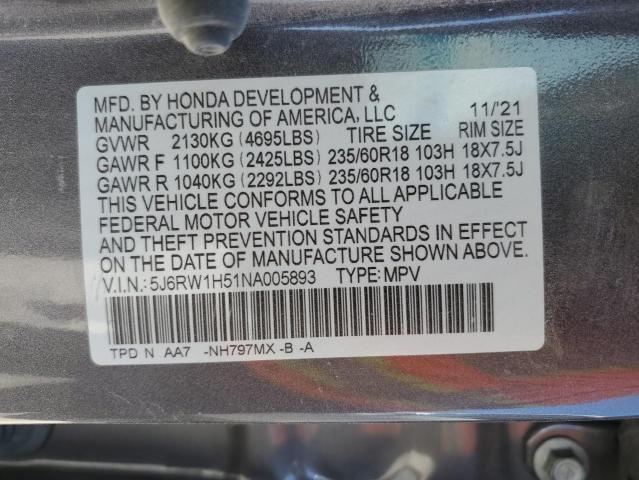 MFD. BY HONDA DEVELOPMENT &
MANUFACTURING OF AMERICA, LLC 11/'21
GVWR 2130KG (4695LBS) TIRE SIZE RIM SIZE
GAWR F 1100KG (2425LBS) 235/60R18 103H 18X7.5J
GAWR R 1040KG (2292LBS) 235/60R18 103H 18X7.5J
THIS VEHICLE CONFORMS TO ALL APPLICABLE
FEDERAL MOTOR VEHICLE SAFETY
AND THEFT PREVENTION STANDARDS IN EFFECT
ON THE DATE OF MANUFACTURE SHOWN ABOVE.
V.I.N.:5J6RW1H51NA005893 TYPE:MPV
TPD N AA7 -NH797MX -B -A